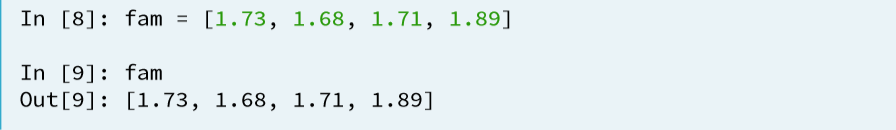 In [8]: fam = [1.73, 1.68, 1.71, 1.89]
In [9]: fam
Out[9]: [1.73, 1.68, 1.71, 1.89]